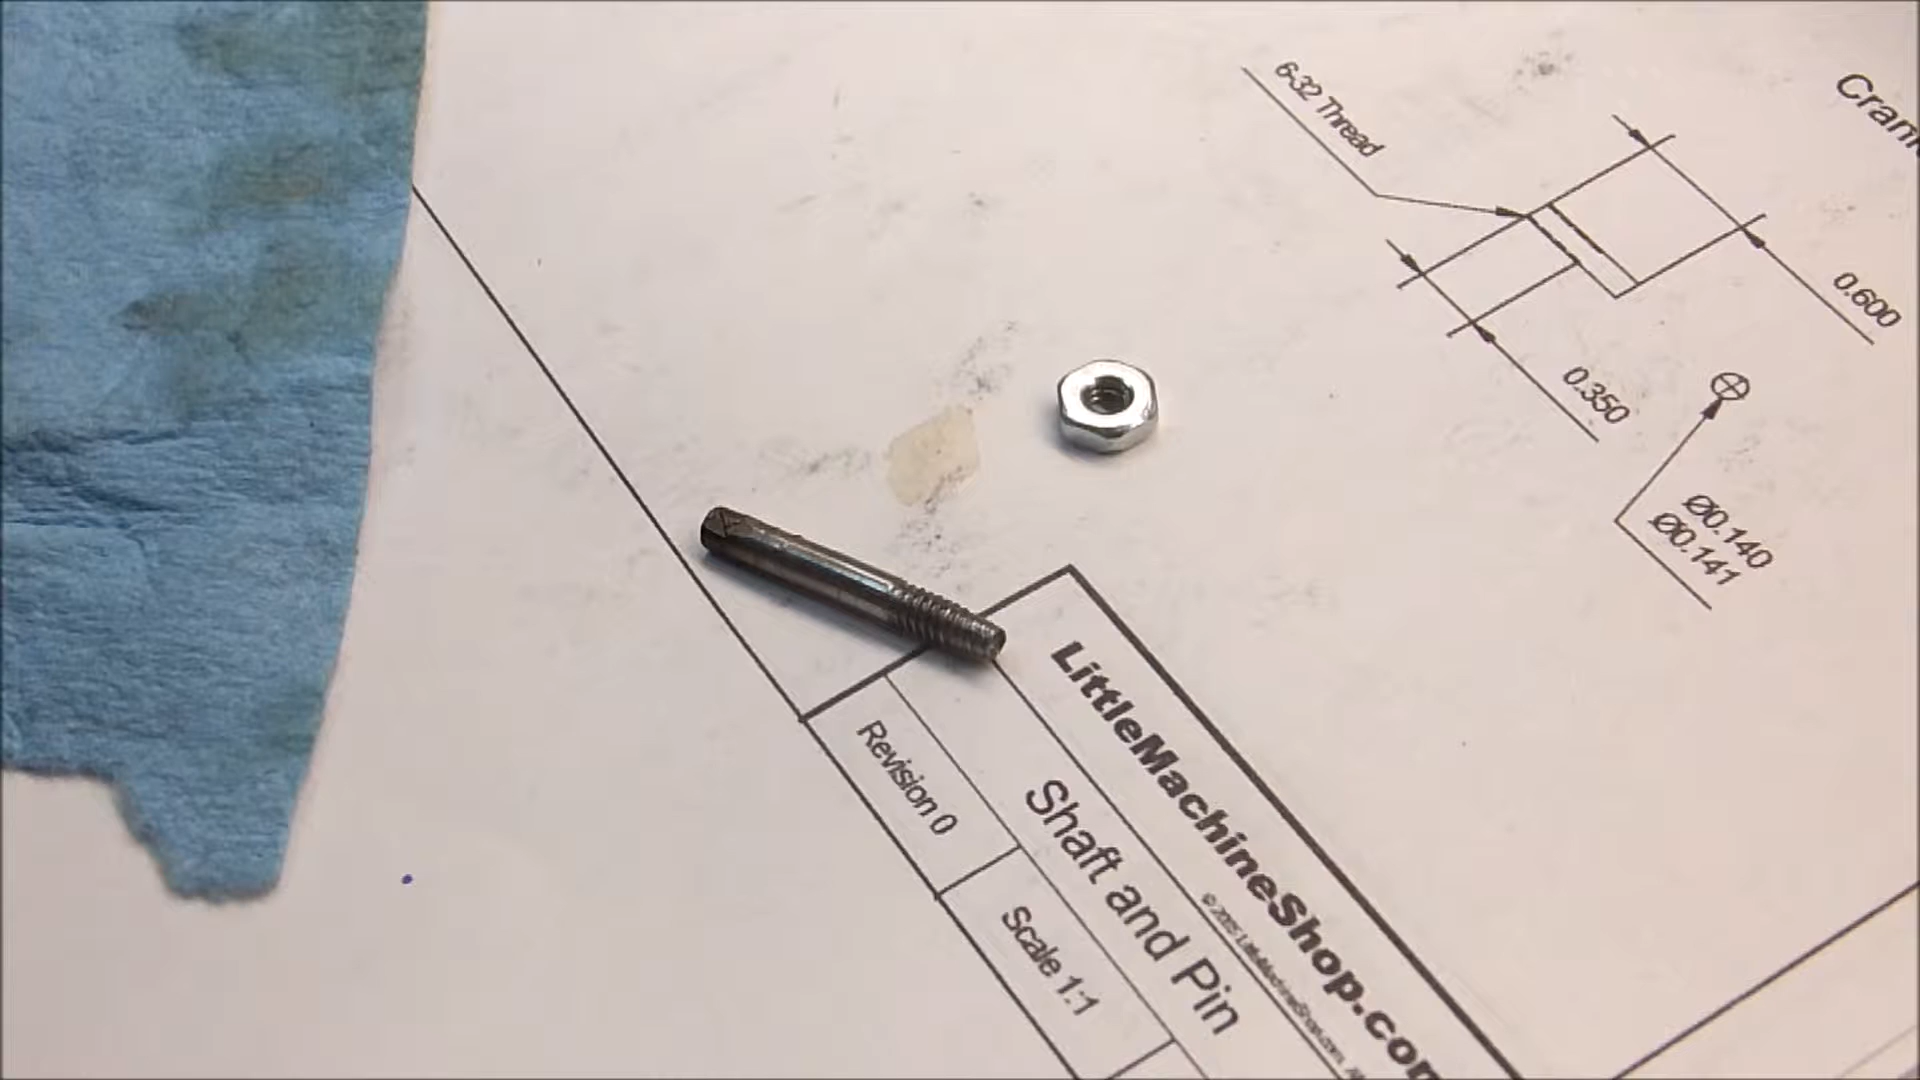 6-32 Thread
0.600
0.350
Ø0.140
Ø0.141
LittleMachineShop.com
Shaft and Pin
Revision 0
Scale 1:1